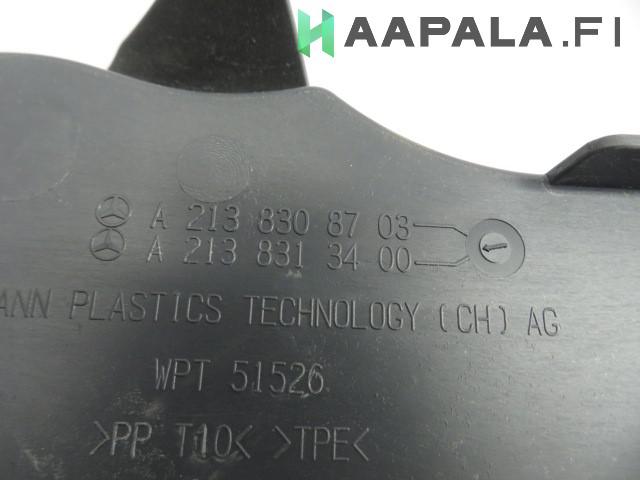 HAAPALA.FI
A 213 830 87 03
A 213 831 34 00
PLASTICS TECHNOLOGY (CH) AG
WPT 51526
>PP T10< >TPE<